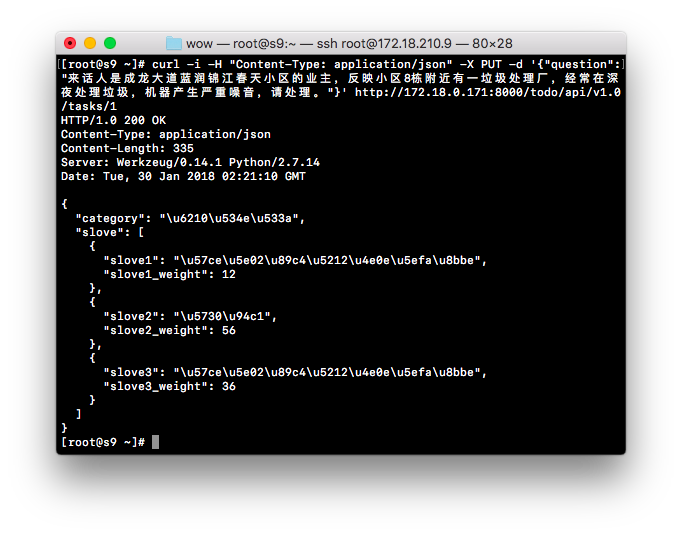 wow — root@s9:~ — ssh root@172.18.210.9 — 80×28
[[root@s9 ~]# curl -i -H "Content-Type: application/json" -X PUT -d '{"question":]
"来话人是成龙大道蓝润锦江春天小区的业主，反映小区8栋附近有一垃圾处理厂，经常在深
夜处理垃圾，机器产生严重噪音，请处理。"}' http://172.18.0.171:8000/todo/api/v1.0
/tasks/1
HTTP/1.0 200 OK
Content-Type: application/json
Content-Length: 335
Server: Werkzeug/0.14.1 Python/2.7.14
Date: Tue, 30 Jan 2018 02:21:10 GMT
{
  "category": "\u6210\u534e\u533a",
  "slove": [
    {
      "slove1": "\u57ce\u5e02\u89c4\u5212\u4e0e\u5efa\u8bbe",
      "slove1_weight": 12
    },
    {
      "slove2": "\u5730\u94c1",
      "slove2_weight": 56
    },
    {
      "slove3": "\u57ce\u5e02\u89c4\u5212\u4e0e\u5efa\u8bbe",
      "slove3_weight": 36
    }
  ]
}
[root@s9 ~]#